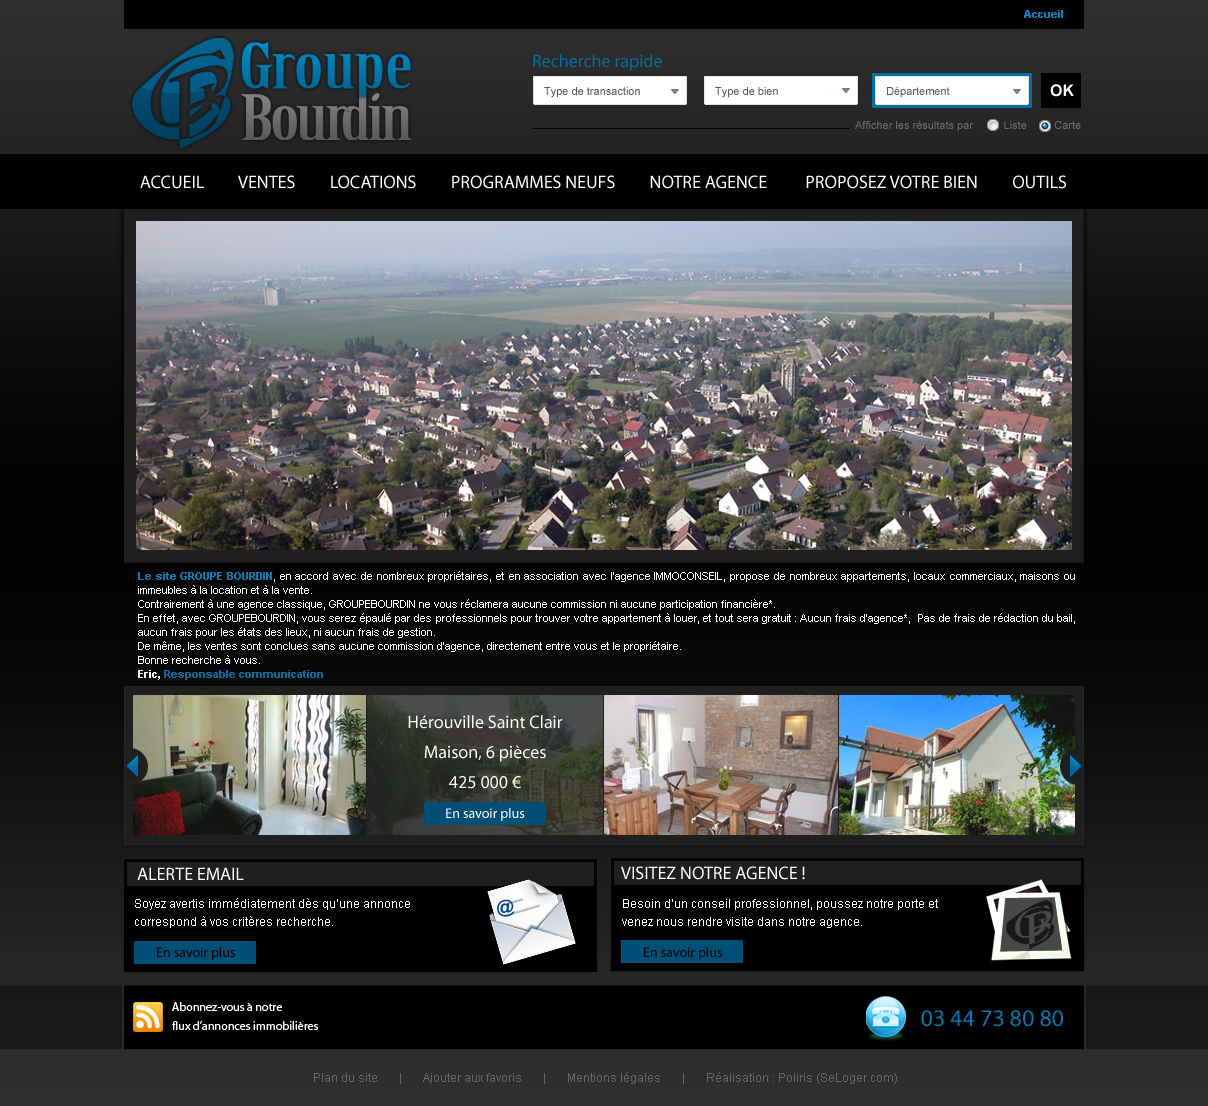 Accueil
Groupe
Bourdin
Recherche rapide
Type de transaction
Type de bien
Département
OK
Afficher les résultats par
Liste
Carte
ACCUEIL
VENTES
LOCATIONS
PROGRAMMES NEUFS
NOTRE AGENCE
PROPOSEZ VOTRE BIEN
OUTILS
Le site GROUPE BOURDIN, en accord avec de nombreux propriétaires, et en association avec l'agence IMMOCONSEIL, propose de nombreux appartements, locaux commerciaux, maisons ou
immeubles à la location et à la vente.
Contrairement à une agence classique, GROUPEBOURDIN ne vous réclamera aucune commission ni aucune participation financière*.
En effet, avec GROUPEBOURDIN, vous serez épaulé par des professionnels pour trouver votre appartement à louer, et tout sera gratuit : Aucun frais d'agence*, Pas de frais de rédaction du bail,
aucun frais pour les états des lieux, ni aucun frais de gestion.
De même, les ventes sont conclues sans aucune commission d'agence, directement entre vous et le propriétaire.
Bonne recherche à vous.
Eric, Responsable communication
Hérouville Saint Clair
Maison, 6 pièces
425 000 €
En savoir plus
ALERTE EMAIL
Soyez avertis immédiatement dès qu'une annonce
correspond à vos critères recherche.
En savoir plus
@
VISITEZ NOTRE AGENCE !
Besoin d'un conseil professionnel, poussez notre porte et
venez nous rendre visite dans notre agence.
En savoir plus
Abonnez-vous à notre
flux d'annonces immobilières
03 44 73 80 80
Plan du site | Ajouter aux favoris | Mentions légales | Réalisation : Poliris (SeLoger.com)